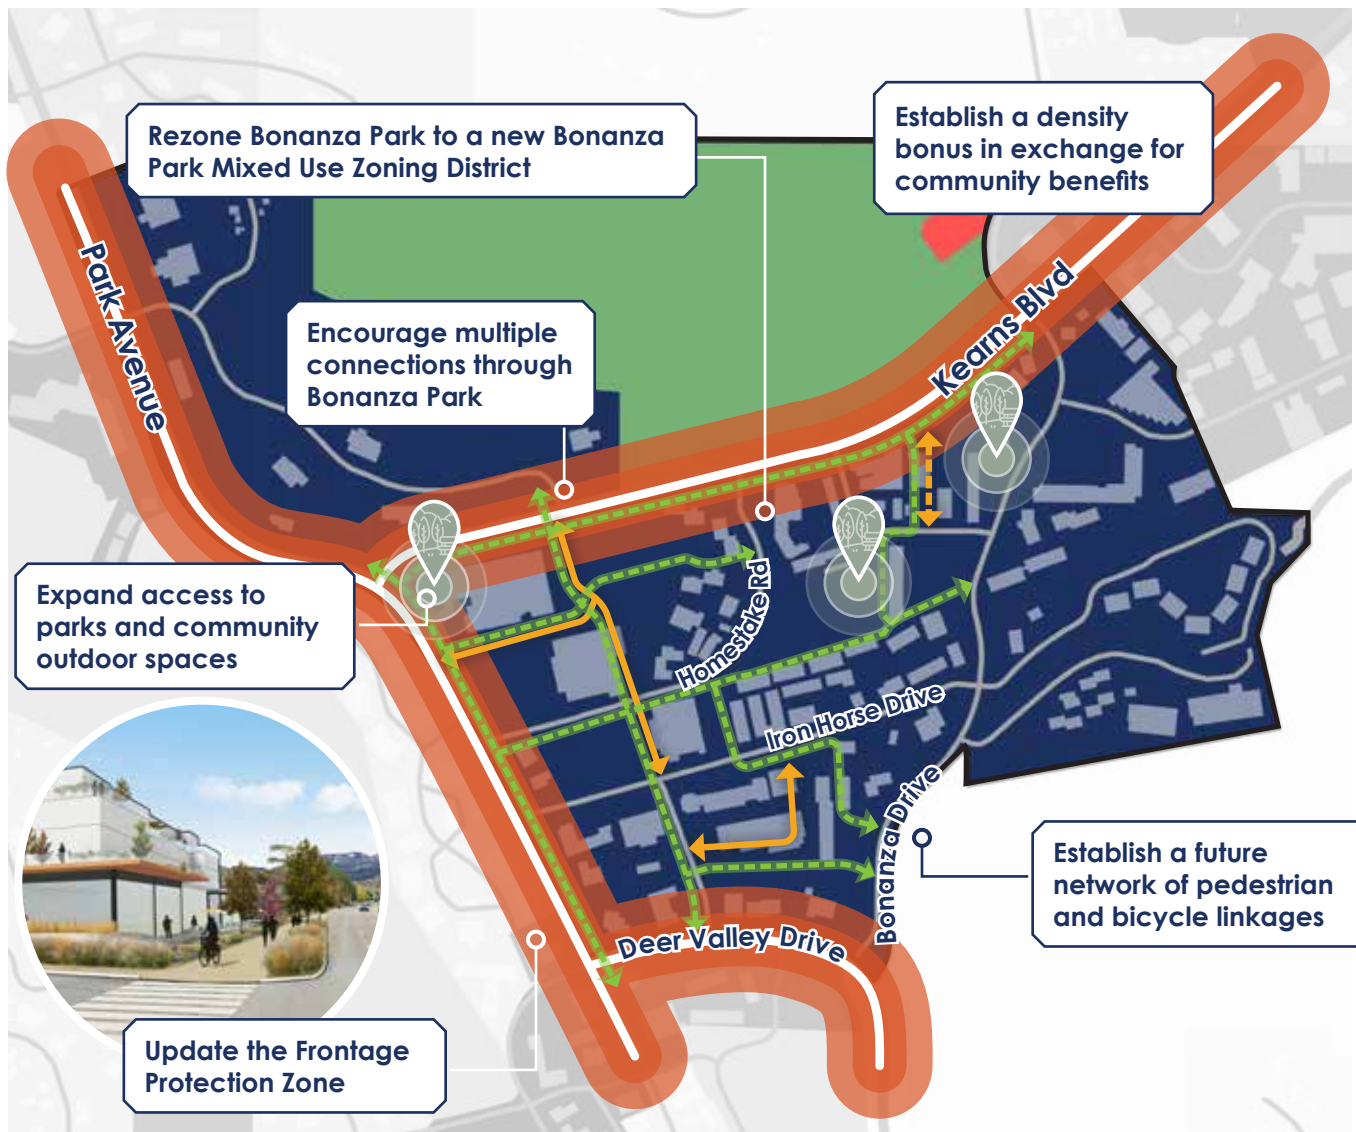 Rezone Bonanza Park to a new Bonanza
Park Mixed Use Zoning District
Establish a density
bonus in exchange for
community benefits
Park Avenue
Kearns Blvd
Encourage multiple
connections through
Bonanza Park
Expand access to
parks and community
outdoor spaces
Homestake Rd
Iron Horse Drive
Bonanza Drive
Establish a future
network of pedestrian
and bicycle linkages
Deer Valley Drive
Update the Frontage
Protection Zone